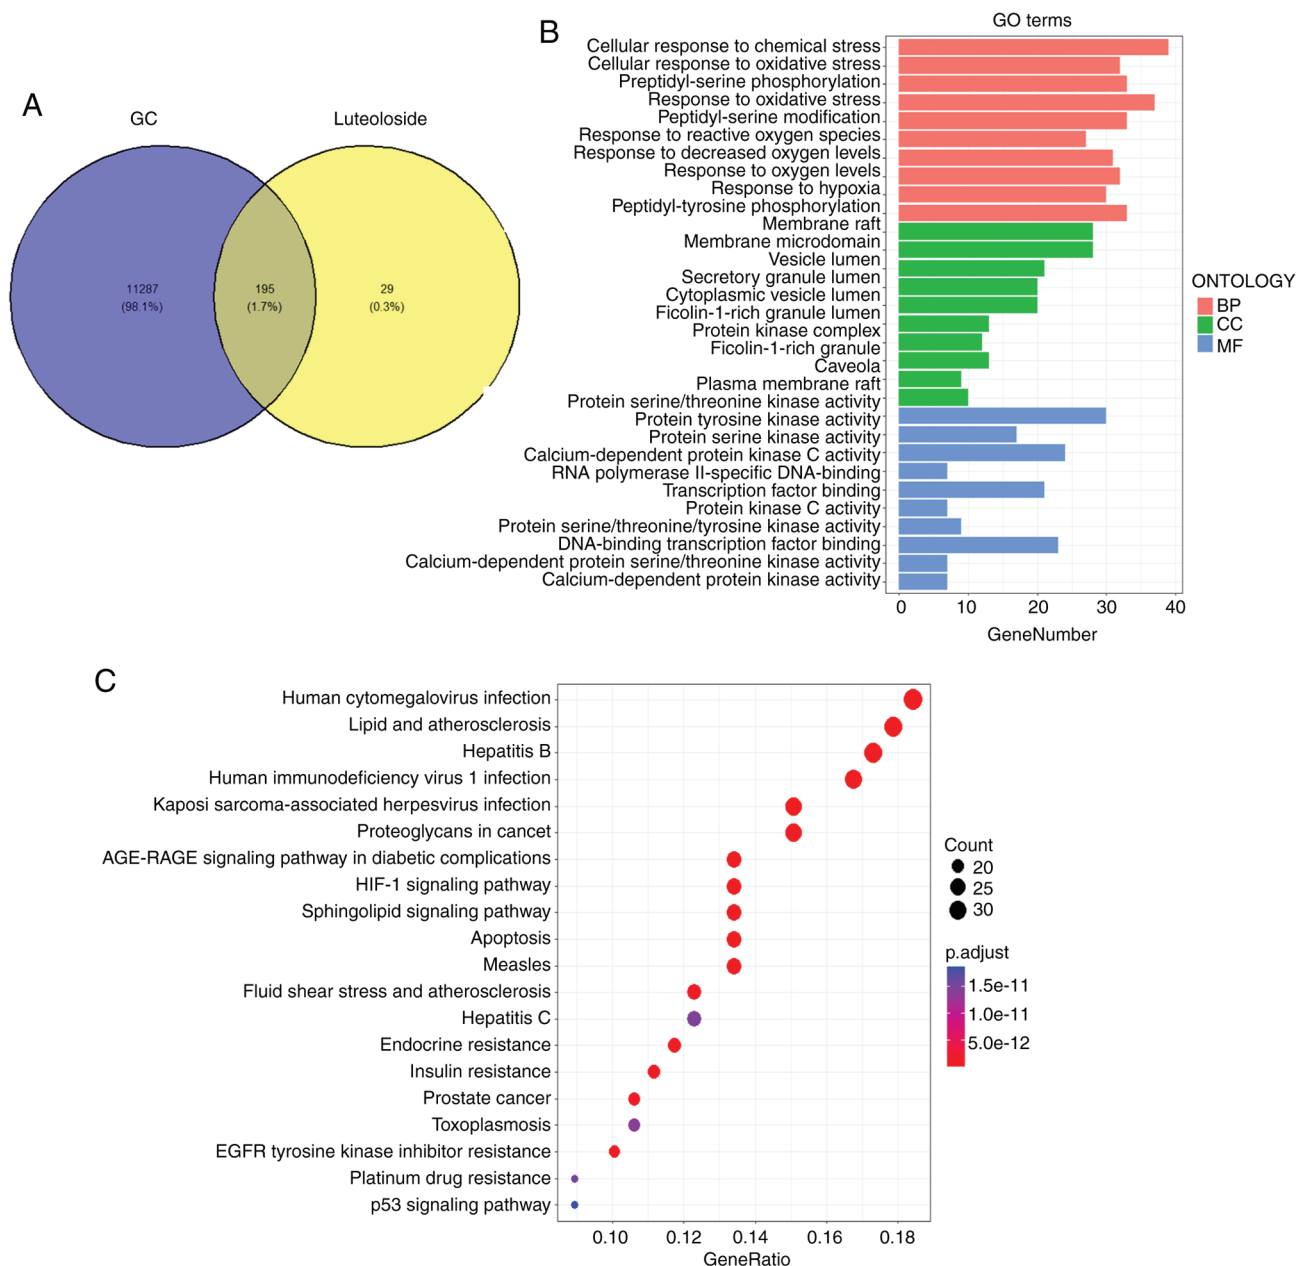 A
GC
Luteoloside
11287
(98.1%)
195
(1.7%)
29
(0.3%)
B
GO terms
Cellular response to chemical stress
Cellular response to oxidative stress
Preptidyl-serine phosphorylation
Response to oxidative stress
Peptidyl-serine modification
Response to reactive oxygen species
Response to decreased oxygen levels
Response to oxygen levels
Response to hypoxia
Peptidyl-tyrosine phosphorylation
Membrane raft
Membrane microdomain
Vesicle lumen
Secretory granule lumen
Cytoplasmic vesicle lumen
Ficolin-1-rich granule lumen
Protein kinase complex
Ficolin-1-rich granule
Caveola
Plasma membrane raft
Protein serine/threonine kinase activity
Protein tyrosine kinase activity
Protein serine kinase activity
Calcium-dependent protein kinase C activity
RNA polymerase II-specific DNA-binding
Transcription factor binding
Protein kinase C activity
Protein serine/threonine/tyrosine kinase activity
DNA-binding transcription factor binding
Calcium-dependent protein serine/threonine kinase activity
Calcium-dependent protein kinase activity
0 10 20 30 40
GeneNumber
ONTOLOGY
BP
CC
MF
C
Human cytomegalovirus infection
Lipid and atherosclerosis
Hepatitis B
Human immunodeficiency virus 1 infection
Kaposi sarcoma-associated herpesvirus infection
Proteoglycans in cancet
AGE-RAGE signaling pathway in diabetic complications
HIF-1 signaling pathway
Sphingolipid signaling pathway
Apoptosis
Measles
Fluid shear stress and atherosclerosis
Hepatitis C
Endocrine resistance
Insulin resistance
Prostate cancer
Toxoplasmosis
EGFR tyrosine kinase inhibitor resistance
Platinum drug resistance
p53 signaling pathway
0.10 0.12 0.14 0.16 0.18
GeneRatio
Count
20
25
30
p.adjust
1.5e-11
1.0e-11
5.0e-12